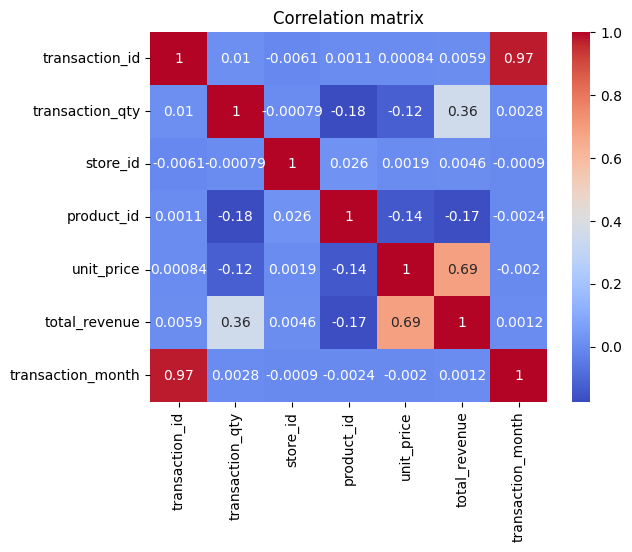 Correlation matrix
transaction_id 1 0.01 -0.0061 0.0011 0.00084 0.0059 0.97
transaction_qty 0.01 1 -0.00079 -0.18 -0.12 0.36 0.0028
store_id -0.0061 -0.00079 1 0.026 0.0019 0.0046 -0.0009
product_id 0.0011 -0.18 0.026 1 -0.14 -0.17 -0.0024
unit_price 0.00084 -0.12 0.0019 -0.14 1 0.69 -0.002
total_revenue 0.0059 0.36 0.0046 -0.17 0.69 1 0.0012
transaction_month 0.97 0.0028 -0.0009 -0.0024 -0.002 0.0012 1
transaction_id
transaction_qty
store_id
product_id
unit_price
total_revenue
transaction_month
1.0
0.8
0.6
0.4
0.2
0.0